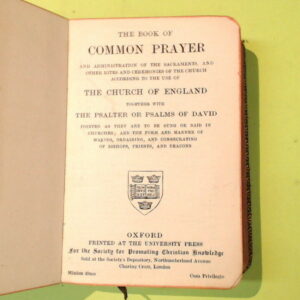 THE BOOK OF
COMMON PRAYER
AND ADMINISTRATION OF THE SACRAMENTS, AND
OTHER RITES AND CEREMONIES OF THE CHURCH
ACCORDING TO THE USE OF
THE CHURCH OF ENGLAND
TOGETHER WITH
THE PSALTER OR PSALMS OF DAVID
POINTED AS THEY ARE TO BE SUNG OR SAID IN
CHURCHES; AND THE FORM AND MANNER OF
MAKING, ORDAINING, AND CONSECRATING
OF BISHOPS, PRIESTS, AND DEACONS
OXFORD
PRINTED AT THE UNIVERSITY PRESS
For the Society for Promoting Christian Knowledge
Sold at the Society's Depository, Northumberland Avenue
Charing Cross, London
Minion
Cum Privilegio